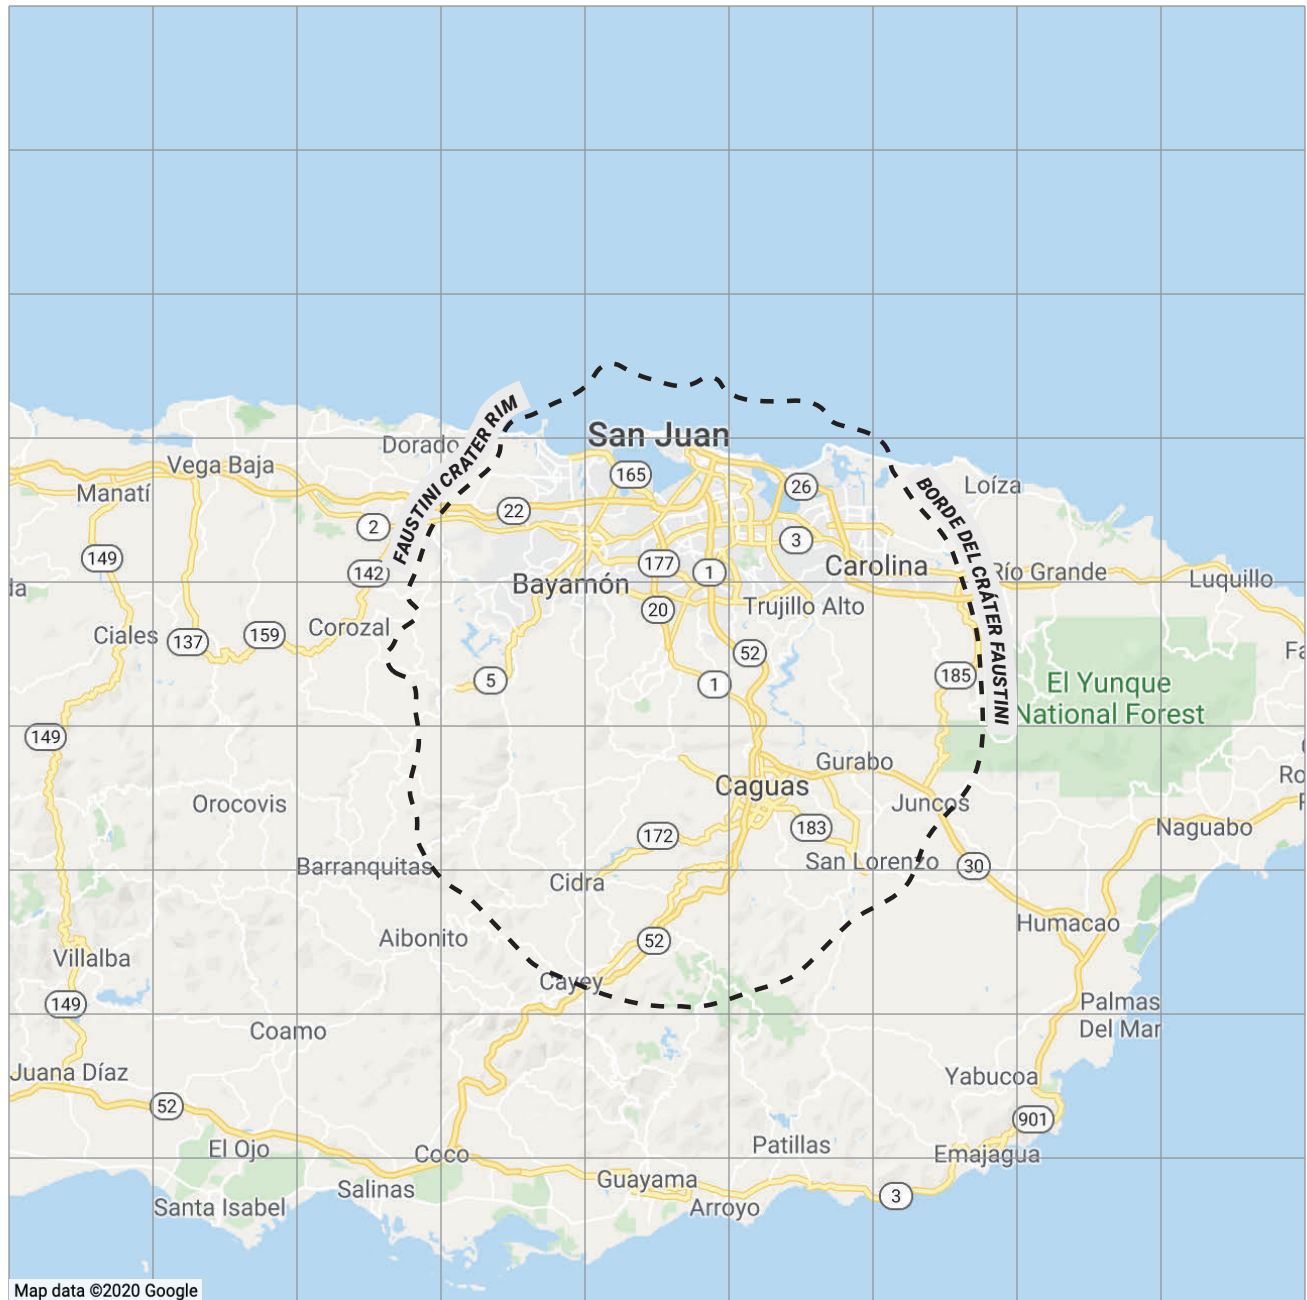 San Juan
Dorado
FAUSTINI CRATER RIM
Vega Baja
165
Manatí
26
BORDE DEL CRÁTER FAUSTINI
Loíza
22
2
3
149
142
177
1
Carolina
Río Grande
Luquillo
da
Bayamón
20
Trujillo Alto
Ciales
137
159
Corozal
52
Fa
5
1
185
El Yunque
National Forest
149
Gurabo
Caguas
Ro
Orocovis
Juncos
172
183
Naguabo
Barranquitas
San Lorenzo
30
Cidra
Humacao
Aibonito
52
Villalba
Cayey
149
Palmas
Del Mar
Coamo
Juana Díaz
Yabucoa
52
901
El Ojo
Coco
Patillas
Emajagua
Guayama
Salinas
3
Santa Isabel
Arroyo
Map data ©2020 Google